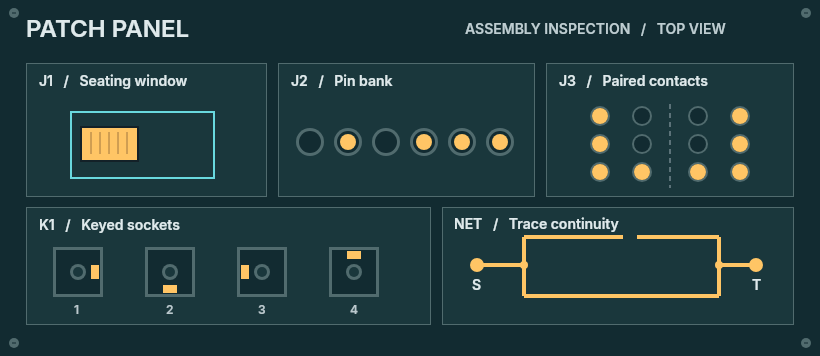 PATCH PANEL
ASSEMBLY INSPECTION / TOP VIEW
J1 / Seating window
J2 / Pin bank
J3 / Paired contacts
K1 / Keyed sockets
1 2 3 4
NET / Trace continuity
S T